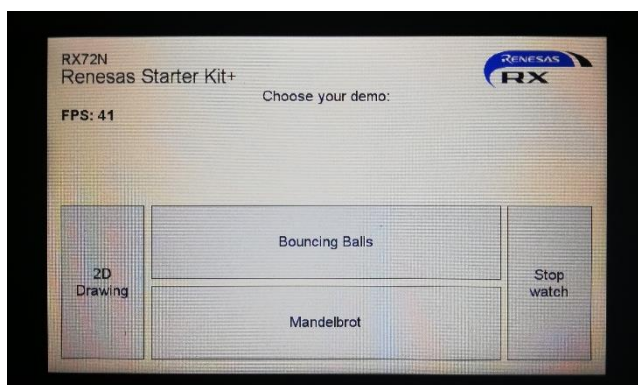 RX72N
Renesas Starter Kit+
RENESAS
RX
Choose your demo:
FPS: 41
2D
Drawing
Bouncing Balls
Mandelbrot
Stop
watch